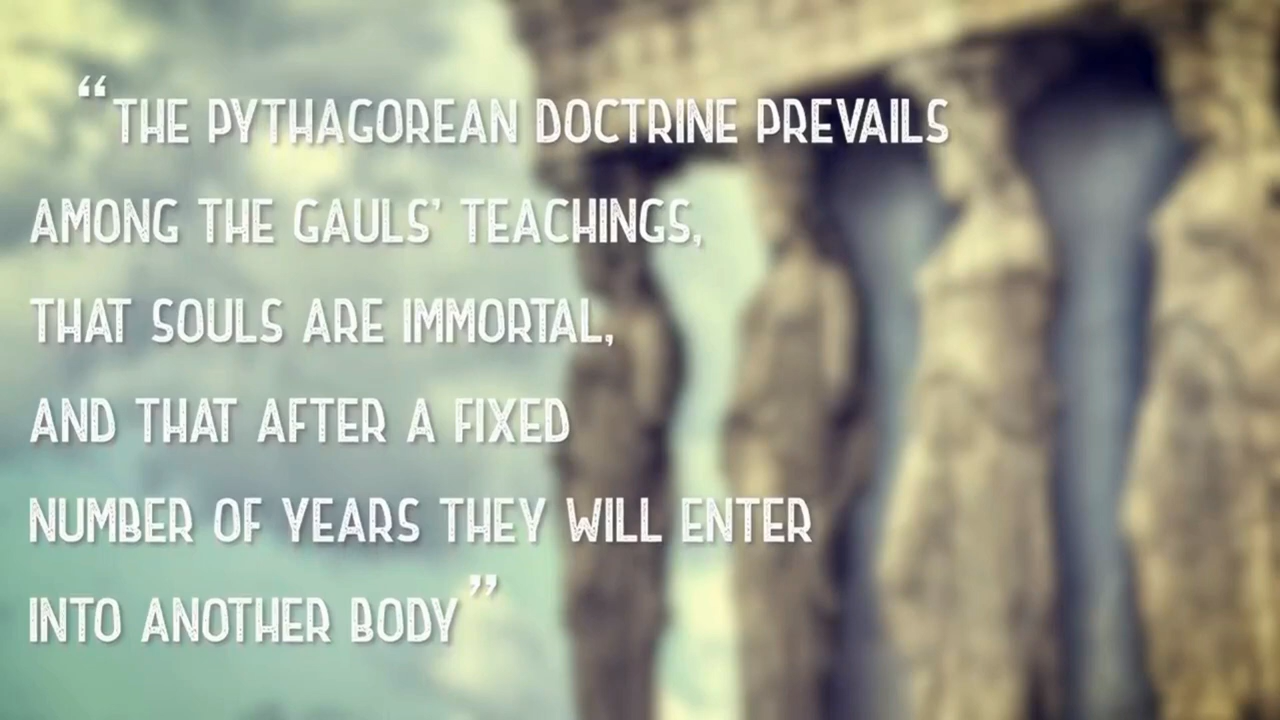 “THE PYTHAGOREAN DOCTRINE PREVAILS
AMONG THE GAULS’ TEACHINGS,
THAT SOULS ARE IMMORTAL,
AND THAT AFTER A FIXED
NUMBER OF YEARS THEY WILL ENTER
INTO ANOTHER BODY”